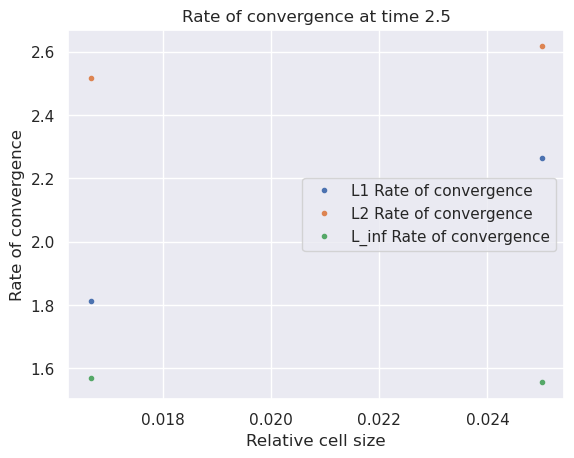 Rate of convergence at time 2.5
Rate of convergence
2.6
2.4
2.2
2.0
1.8
1.6
L1 Rate of convergence
L2 Rate of convergence
L_inf Rate of convergence
0.018
0.020
0.022
0.024
Relative cell size